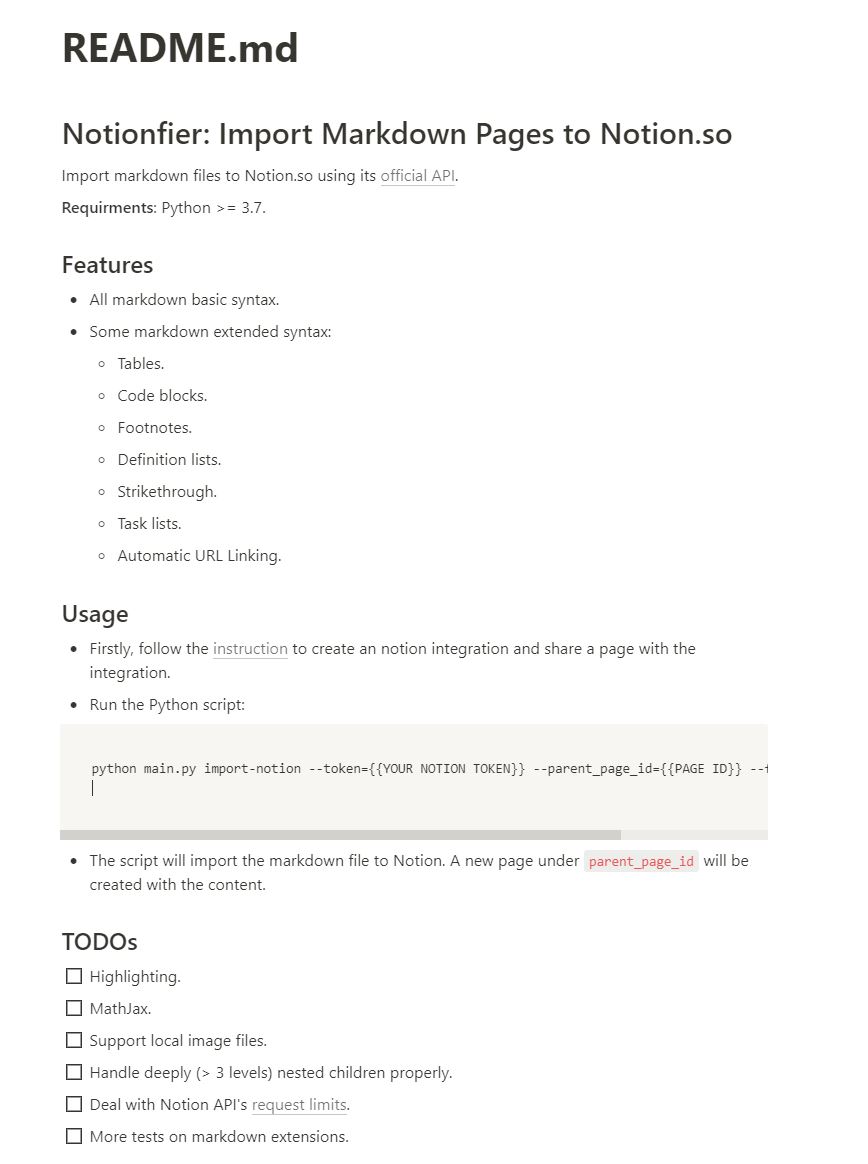 README.md
Notionfier: Import Markdown Pages to Notion.so
Import markdown files to Notion.so using its official API.
Requirments: Python >= 3.7.
Features
All markdown basic syntax.
Some markdown extended syntax:
Tables.
Code blocks.
Footnotes.
Definition lists.
Strikethrough.
Task lists.
Automatic URL Linking.
Usage
Firstly, follow the instruction to create an notion integration and share a page with the
integration.
Run the Python script:
python main.py import-notion --token={{YOUR NOTION TOKEN}} --parent_page_id={{PAGE ID}}
The script will import the markdown file to Notion. A new page under parent_page_id will be
created with the content.
TODOs
Highlighting.
MathJax.
Support local image files.
Handle deeply (> 3 levels) nested children properly.
Deal with Notion API's request limits.
More tests on markdown extensions.